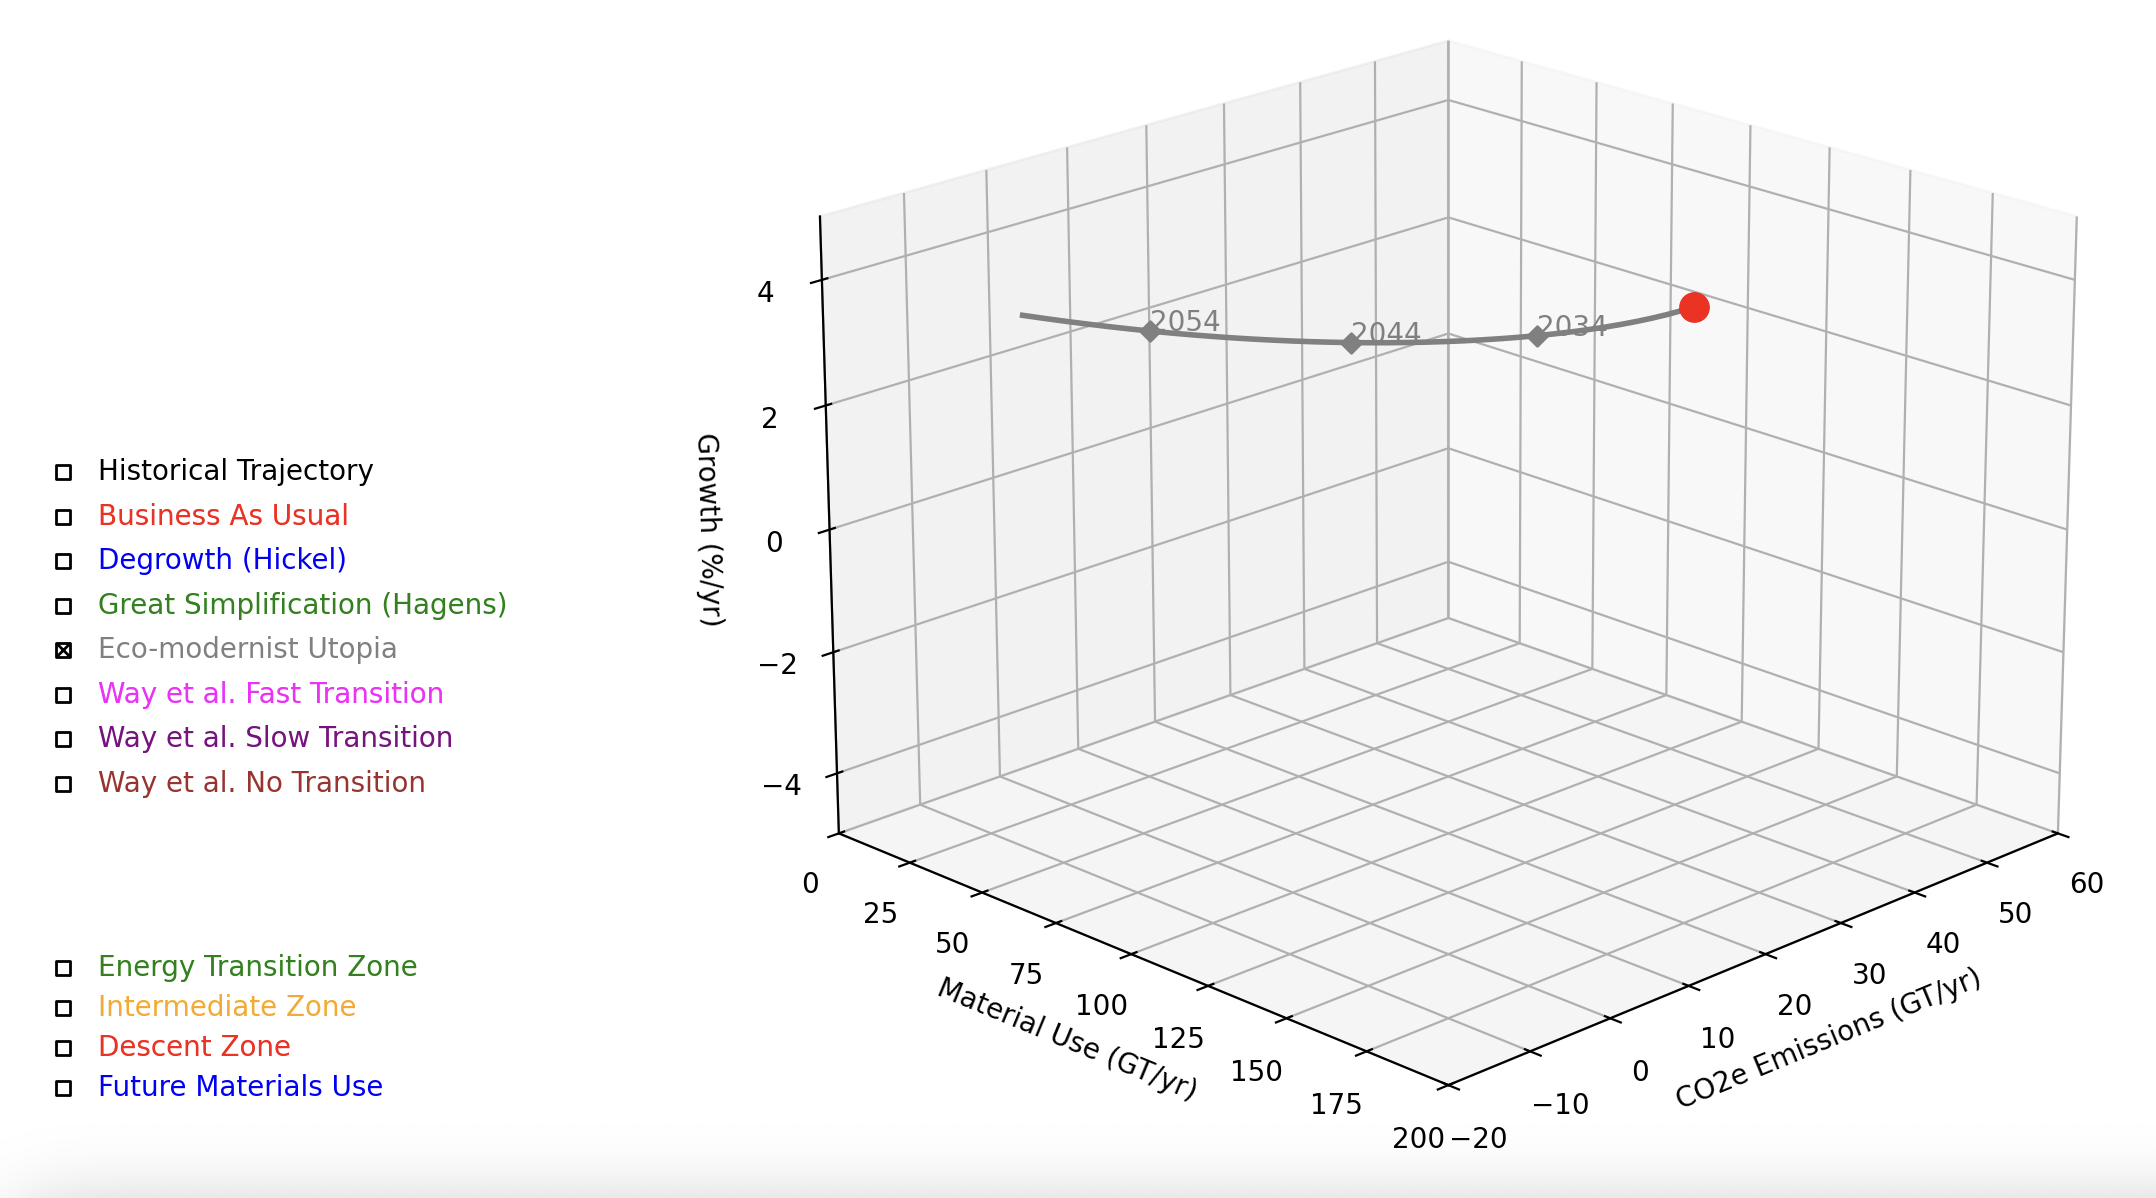 Historical Trajectory
Business As Usual
Degrowth (Hickel)
Great Simplification (Hagens)
Eco-modernist Utopia
Way et al. Fast Transition
Way et al. Slow Transition
Way et al. No Transition
Energy Transition Zone
Intermediate Zone
Descent Zone
Future Materials Use
Growth (%/yr)
4
2
0
−2
−4
2054
2044
2034
0
25
50
75
100
125
150
175
200
Material Use (GT/yr)
−20
−10
0
10
20
30
40
50
60
CO2e Emissions (GT/yr)